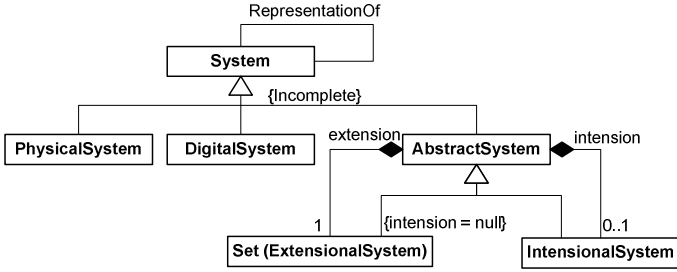 RepresentationOf
System
{Incomplete}
PhysicalSystem
DigitalSystem
extension
AbstractSystem
intension
1
{intension = null}
0..1
Set (ExtensionalSystem)
IntensionalSystem